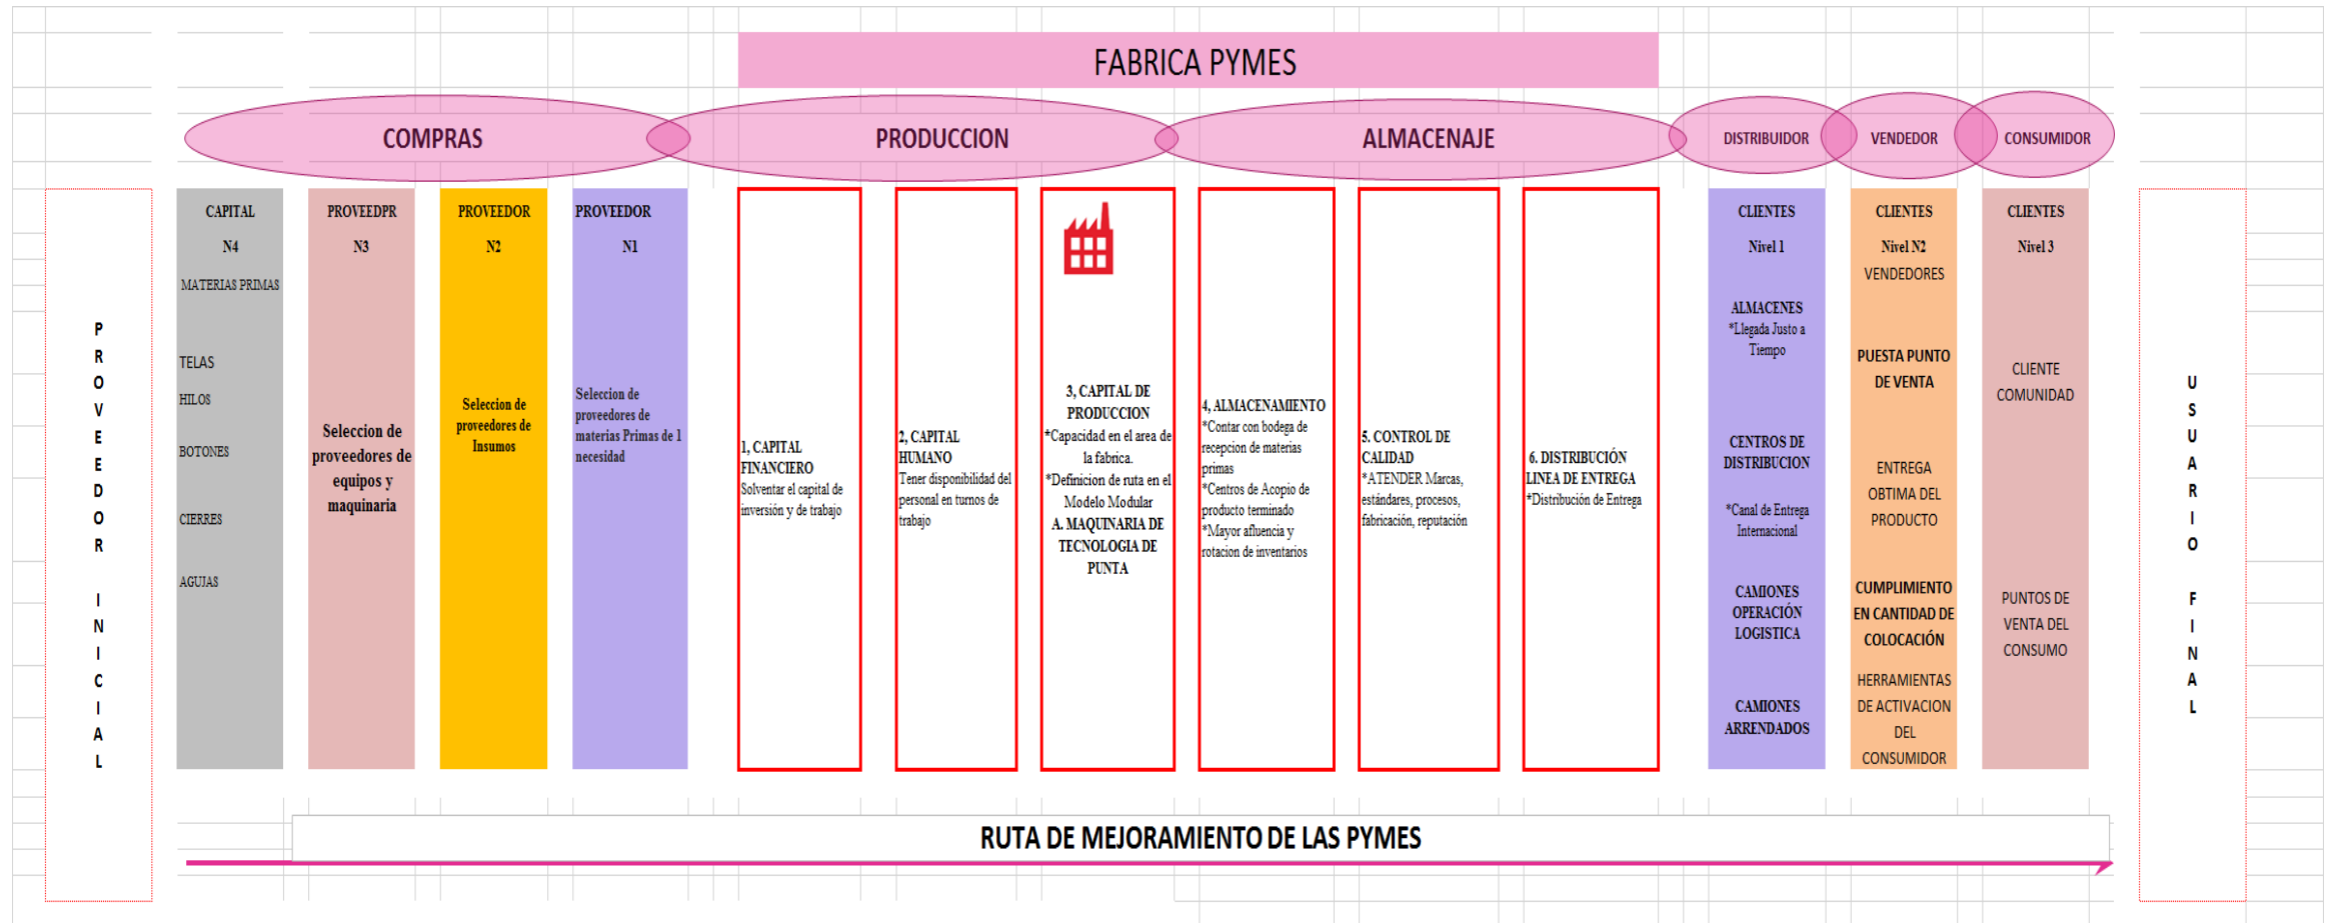 FABRICA PYMES
COMPRAS
PRODUCCION
ALMACENAJE
DISTRIBUIDOR
VENDEDOR
CONSUMIDOR
PROVEDOR INICIAL
CAPITAL
N4
MATERIAS PRIMAS
TELAS
HILOS
BOTONES
CIERRES
AGUJAS
PROVEEDPR
N3
Seleccion de
proveedores de
equipos y
maquinaria
PROVEEDOR
N2
Seleccion de
proveedores de
Insumos
PROVEEDOR
N1
Seleccion de
proveedores de
materias Primas de 1
necesidad
1, CAPITAL
FINANCIERO
Solventar el capital de
inversión y de trabajo
2, CAPITAL
HUMANO
Tener disponibilidad del
personal en turnos de
trabajo
3, CAPITAL DE
PRODUCCION
*Capacidad en el area de
la fabrica.
*Definicion de ruta en el
Modelo Modular
A. MAQUINARIA DE
TECNOLOGIA DE
PUNTA
4, ALMACENAMIENTO
*Contar con bodega de
recepcion de materias
primas
*Centros de Acopio de
producto terminado
*Mayor afluencia y
rotacion de inventarios
5. CONTROL DE
CALIDAD
*ATENDER Marcas,
estándares, procesos,
fabricación, reputación
6. DISTRIBUCIÓN
LINEA DE ENTREGA
*Distribución de Entrega
CLIENTES
Nivel 1
ALMACENES
*Llegada Justo a
Tiempo
CENTROS DE
DISTRIBUCION
*Canal de Entrega
Internacional
CAMIONES
OPERACIÓN
LOGISTICA
CAMIONES
ARRENDADOS
CLIENTES
Nivel N2
VENDEDORES
PUESTA PUNTO
DE VENTA
ENTREGA
OBTIMA DEL
PRODUCTO
CUMPLIMIENTO
EN CANTIDAD DE
COLOCACIÓN
HERRAMIENTAS
DE ACTIVACION
DEL
CONSUMIDOR
CLIENTES
Nivel 3
CLIENTE
COMUNIDAD
PUNTOS DE
VENTA DEL
CONSUMO
USUARIO FINAL
RUTA DE MEJORAMIENTO DE LAS PYMES